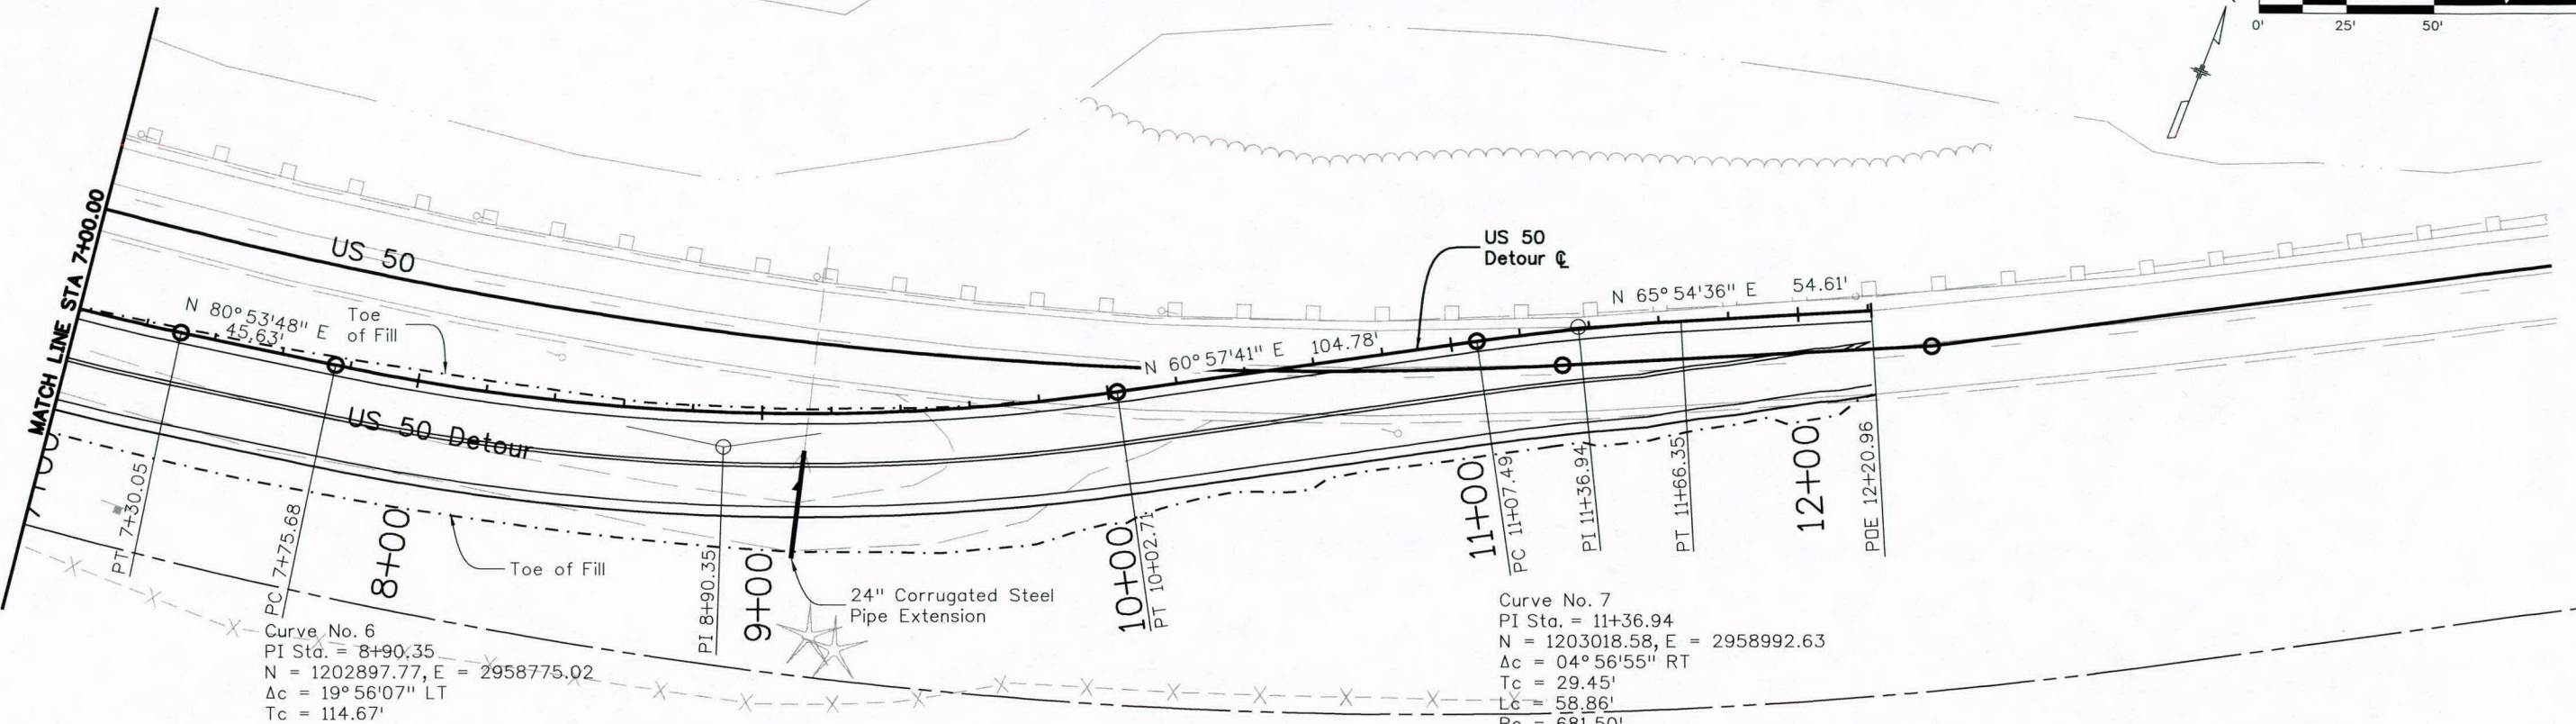 0' 25' 50'
MATCH LINE STA 7+00.00
US 50
N 80°53'48" E
45.63'
Toe
of Fill
US 50
Detour ℄
N 65°54'36" E 54.61'
N 60°57'41" E 104.78'
US 50 Detour
PT 7+30.05
PC 7+75.68
8+00
Toe of Fill
PI 8+90.35
9+00
24" Corrugated Steel
Pipe Extension
10+00
PT 10+02.71
11+00
PC 11+07.49
PI 11+36.94
PT 11+66.35
12+00
POE 12+20.96
Curve No. 6
PI Sta. = 8+90.35
N = 1202897.77, E = 2958775.02
Δc = 19°56'07" LT
Tc = 114.67'
Curve No. 7
PI Sta. = 11+36.94
N = 1203018.58, E = 2958992.63
Δc = 04°56'55" RT
Tc = 29.45'
Lc = 58.86'
Rc = 681.50'